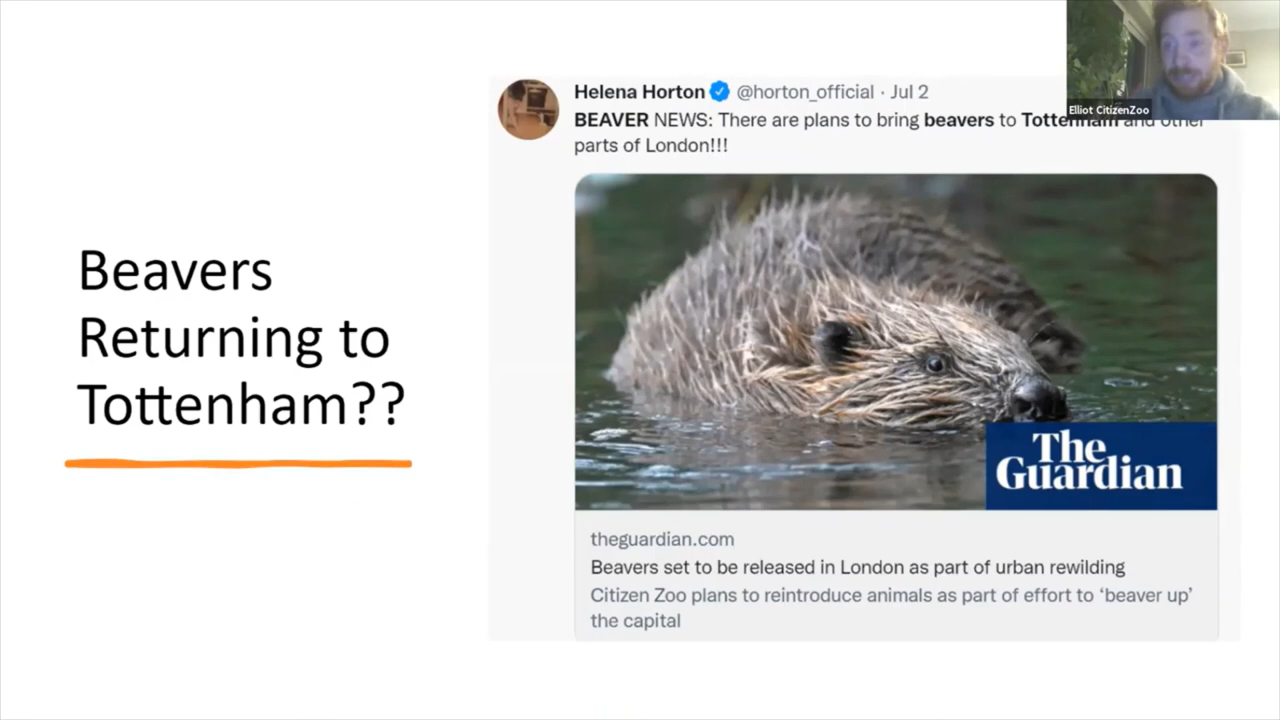 Beavers
Returning to
Tottenham??
Helena Horton @horton_official · Jul 2
BEAVER NEWS: There are plans to bring beavers to Tottenham and other
parts of London!!!
The
Guardian
theguardian.com
Beavers set to be released in London as part of urban rewilding
Citizen Zoo plans to reintroduce animals as part of effort to ‘beaver up’
the capital
Elliot CitizenZoo